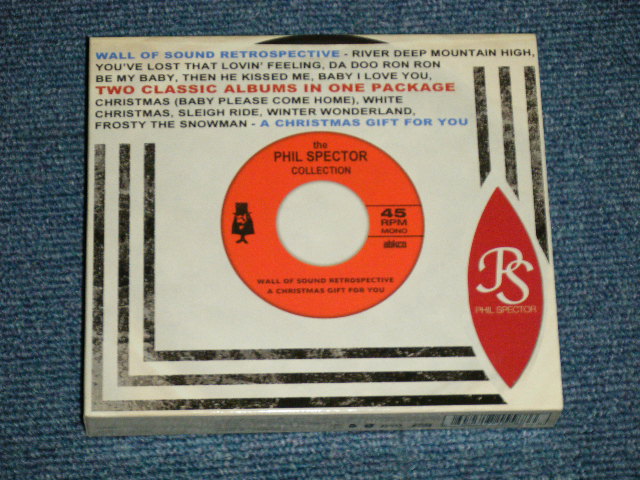 WALL OF SOUND RETROSPECTIVE - RIVER DEEP MOUNTAIN HIGH,
YOU'VE LOST THAT LOVIN' FEELING, DA DOO RON RON
BE MY BABY, THEN HE KISSED ME, BABY I LOVE YOU,
TWO CLASSIC ALBUMS IN ONE PACKAGE
CHRISTMAS (BABY PLEASE COME HOME), WHITE
CHRISTMAS, SLEIGH RIDE, WINTER WONDERLAND,
FROSTY THE SNOWMAN - A CHRISTMAS GIFT FOR YOU
the
PHIL SPECTOR
COLLECTION
45
RPM
MONO
abkco
WALL OF SOUND RETROSPECTIVE
A CHRISTMAS GIFT FOR YOU
PS
PHIL SPECTOR